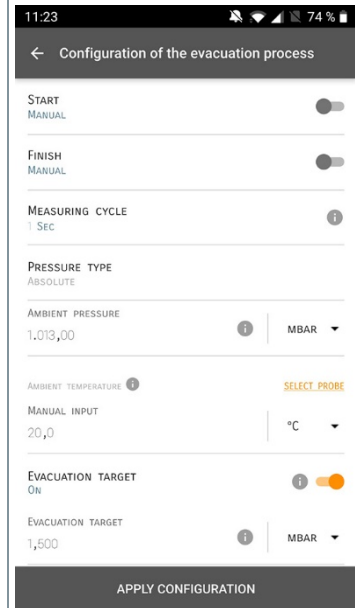 11:23
74 %
Configuration of the evacuation process
START
MANUAL
FINISH
MANUAL
MEASURING CYCLE
1 SEC
PRESSURE TYPE
ABSOLUTE
AMBIENT PRESSURE
1.013,00
MBAR
AMBIENT TEMPERATURE
SELECT PROBE
MANUAL INPUT
20,0
°C
EVACUATION TARGET
ON
EVACUATION TARGET
1,500
MBAR
APPLY CONFIGURATION